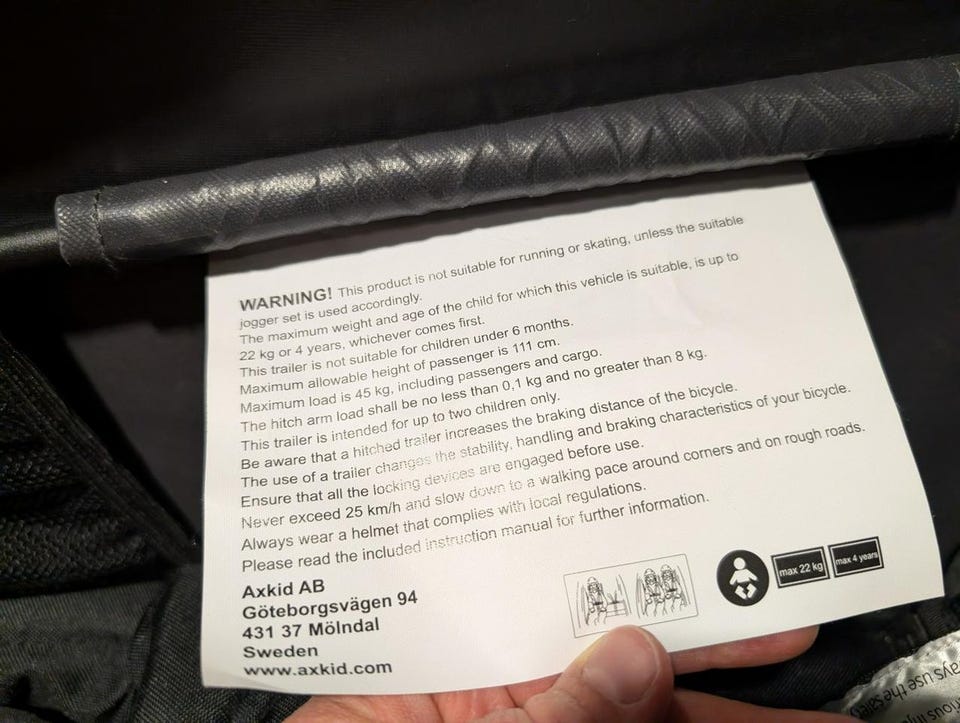 WARNING! This product is not suitable for running or skating, unless the suitable
jogger set is used accordingly.
The maximum weight and age of the child for which this vehicle is suitable, is up to
22 kg or 4 years, whichever comes first.
This trailer is not suitable for children under 6 months.
Maximum allowable height of passenger is 111 cm.
Maximum load is 45 kg, including passengers and cargo.
The hitch arm load shall be no less than 0,1 kg and no greater than 8 kg.
This trailer is intended for up to two children only.
Be aware that a hitched trailer increases the braking distance of the bicycle.
The use of a trailer changes the stability, handling and braking characteristics of your bicycle.
Ensure that all the locking devices are engaged before use.
Never exceed 25 km/h and slow down to a walking pace around corners and on rough roads.
Always wear a helmet that complies with local regulations.
Please read the included instruction manual for further information.
Axkid AB
Göteborgsvägen 94
431 37 Mölndal
Sweden
www.axkid.com
max 22 kg
max 4 years
use the